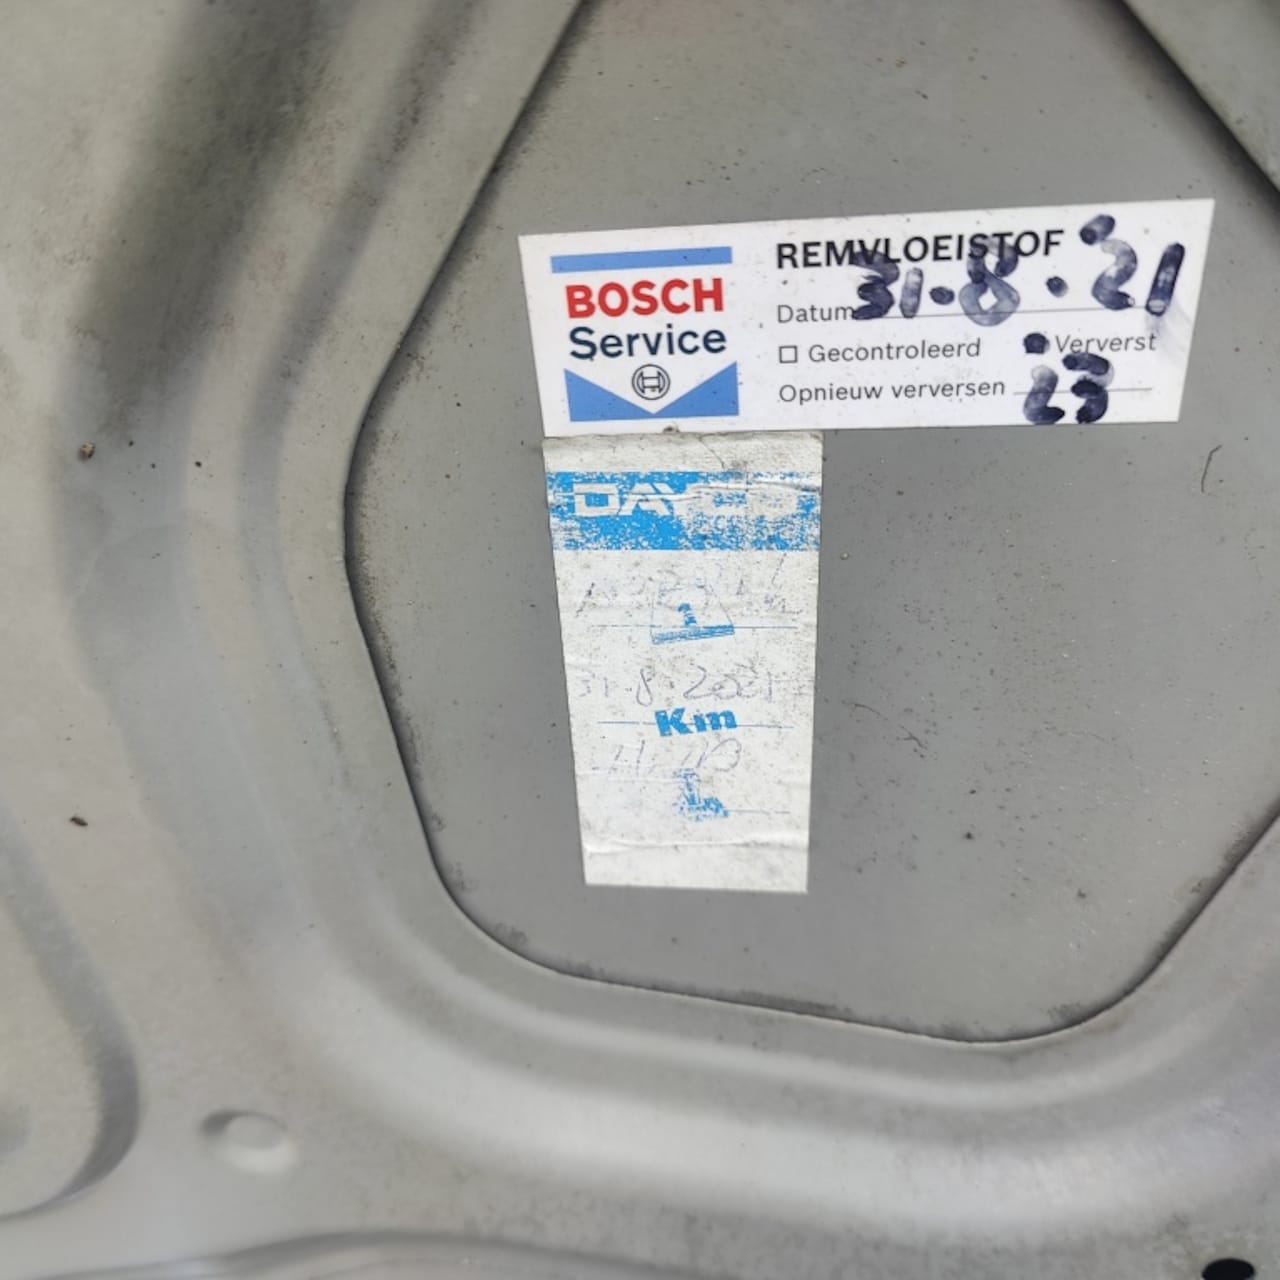 BOSCH
Service
REMVLOEISTOF
Datum 31.8.21
Gecontroleerd Ververst
Opnieuw verversen 23
DAYCO
31.8.2021
Km